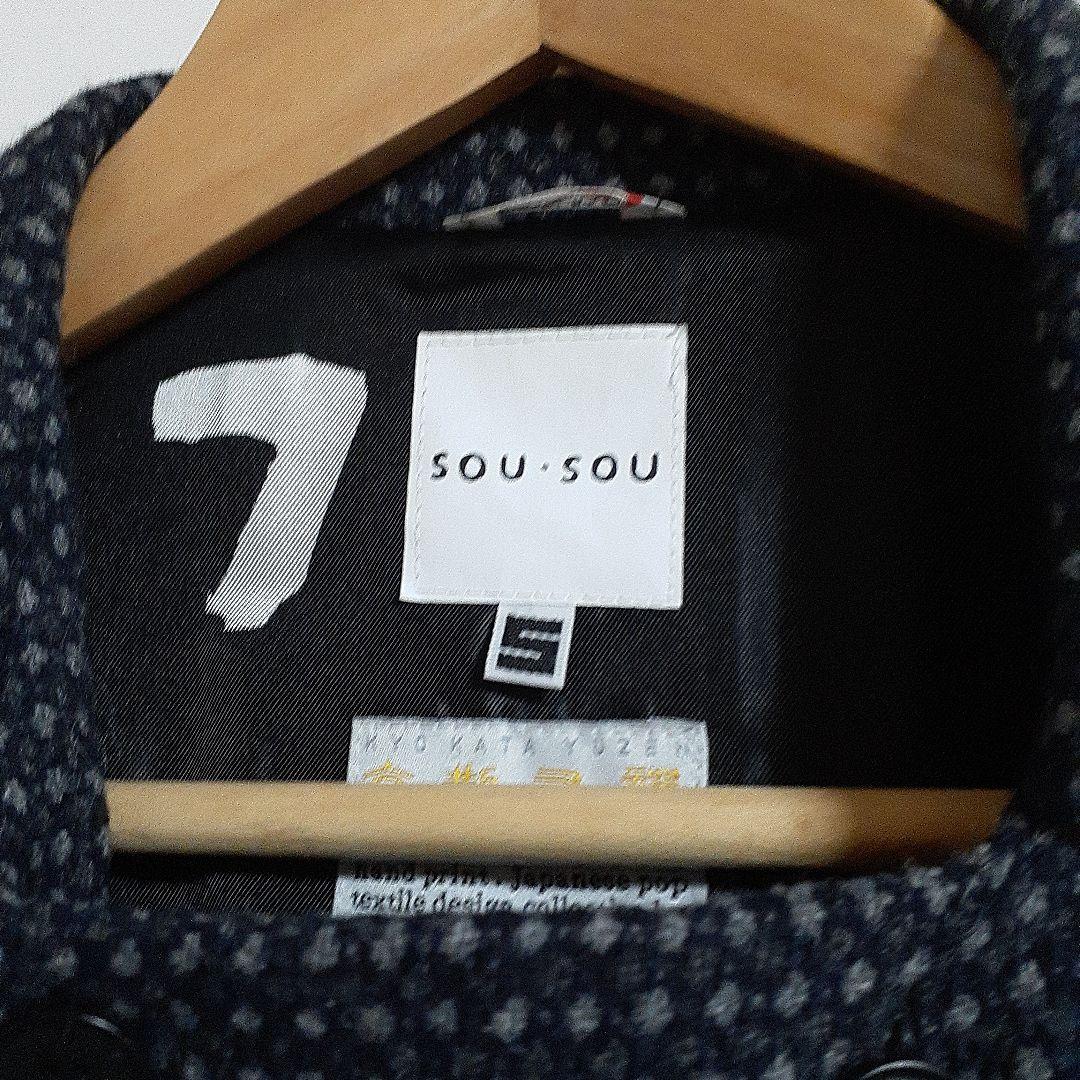 7
SOU・SOU
S
KYO KATA YUZEN
hand print. Japanese pop
textile design